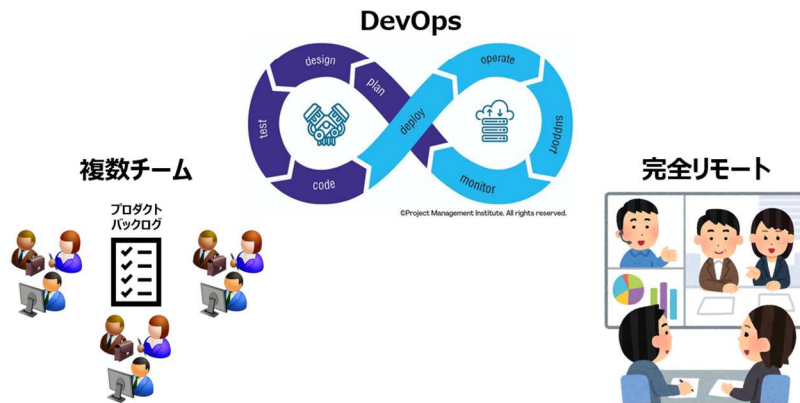 DevOps
design
plan
test
code
deploy
operate
support
monitor
©Project Management Institute. All rights reserved.
複数チーム
プロダクト
バックログ
完全リモート